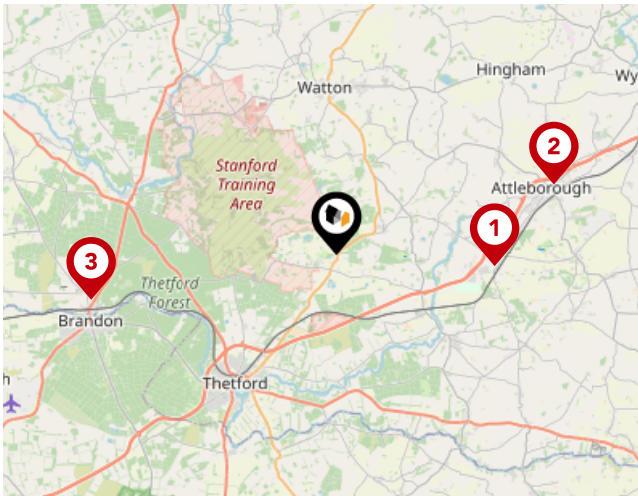 Hingham
Wy
Watton
2
Stanford
Training
Area
Attleborough
1
3
Thetford
Forest
Brandon
h
Thetford